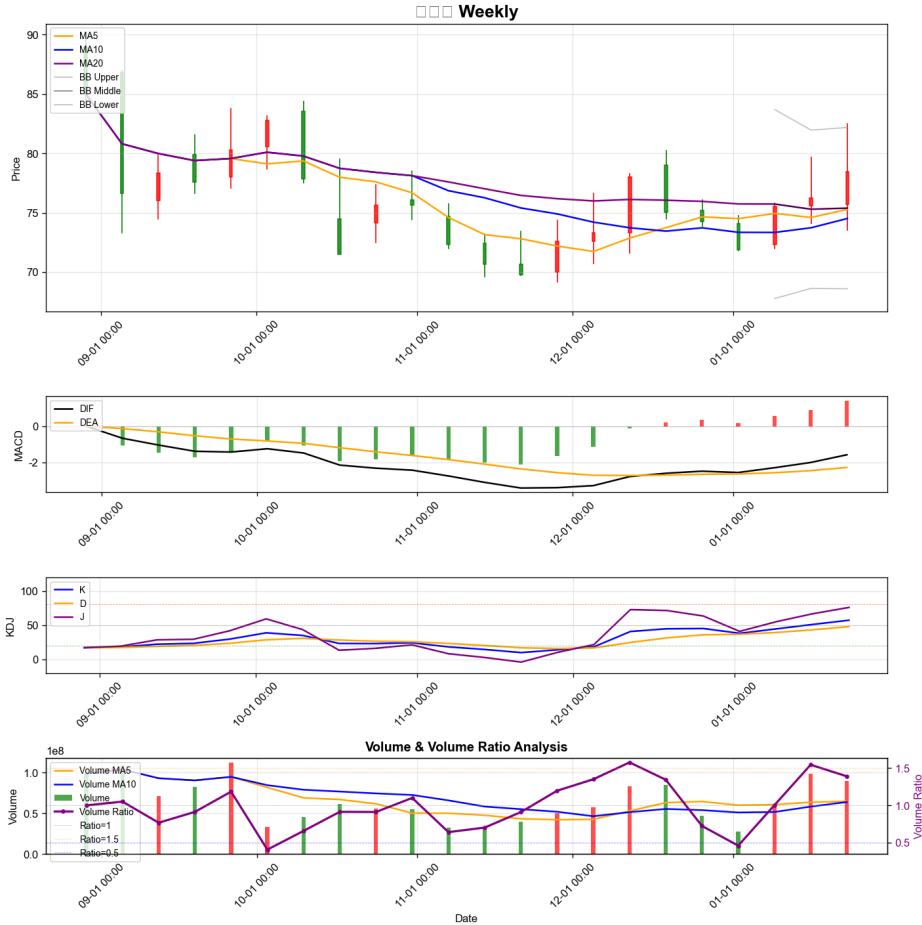 Weekly
MA5
MA10
MA20
BB Upper
BB Middle
BB Lower
90
85
80
75
70
Price
09-01 00:00
10-01 00:00
11-01 00:00
12-01 00:00
01-01 00:00
DIF
DEA
0
-2
MACD
09-01 00:00
10-01 00:00
11-01 00:00
12-01 00:00
01-01 00:00
K
D
J
100
50
0
KDJ
09-01 00:00
10-01 00:00
11-01 00:00
12-01 00:00
01-01 00:00
Volume & Volume Ratio Analysis
1e8
Volume MA5
Volume MA10
Volume
Volume Ratio
Ratio=1
Ratio=1.5
Ratio=0.5
1.0
0.5
0.0
Volume
1.5
1.0
0.5
Volume Ratio
09-01 00:00
10-01 00:00
11-01 00:00
12-01 00:00
01-01 00:00
Date